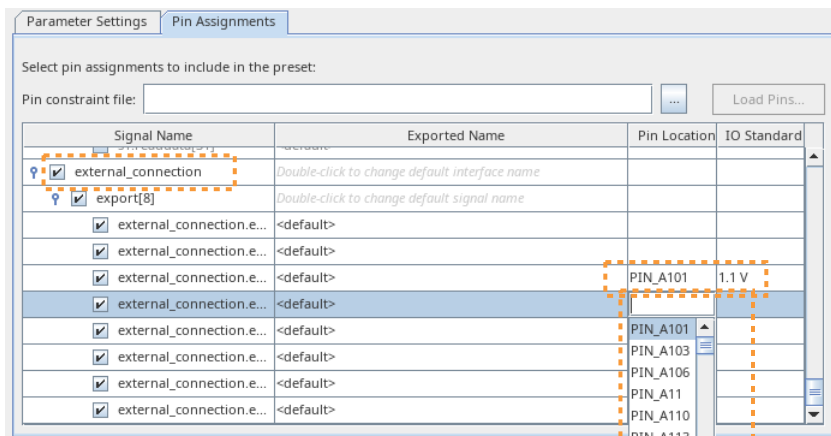 Parameter Settings Pin Assignments
Select pin assignments to include in the preset:
Pin constraint file: ... Load Pins...
Signal Name Exported Name Pin Location IO Standard
external_connection Double-click to change default interface name
export[8] Double-click to change default signal name
external_connection.e... <default>
external_connection.e... <default>
external_connection.e... <default> PIN_A101 1.1 V
external_connection.e... <default>
external_connection.e... <default> PIN_A101
PIN_A103
external_connection.e... <default>
PIN_A106
external_connection.e... <default> PIN_A11
external_connection.e... <default> PIN_A110